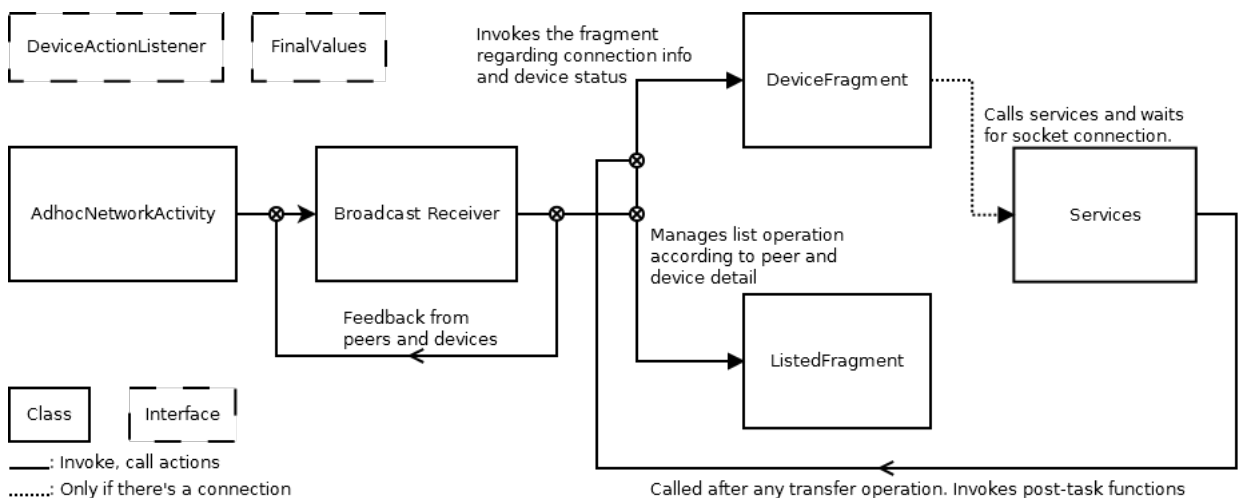 DeviceActionListener
FinalValues
Invokes the fragment
regarding connection info
and device status
DeviceFragment
Calls services and waits
for socket connection.
AdhocNetworkActivity
Broadcast Receiver
Services
Manages list operation
according to peer and
device detail
Feedback from
peers and devices
ListedFragment
Class
Interface
: Invoke, call actions
: Only if there's a connection
Called after any transfer operation. Invokes post-task functions